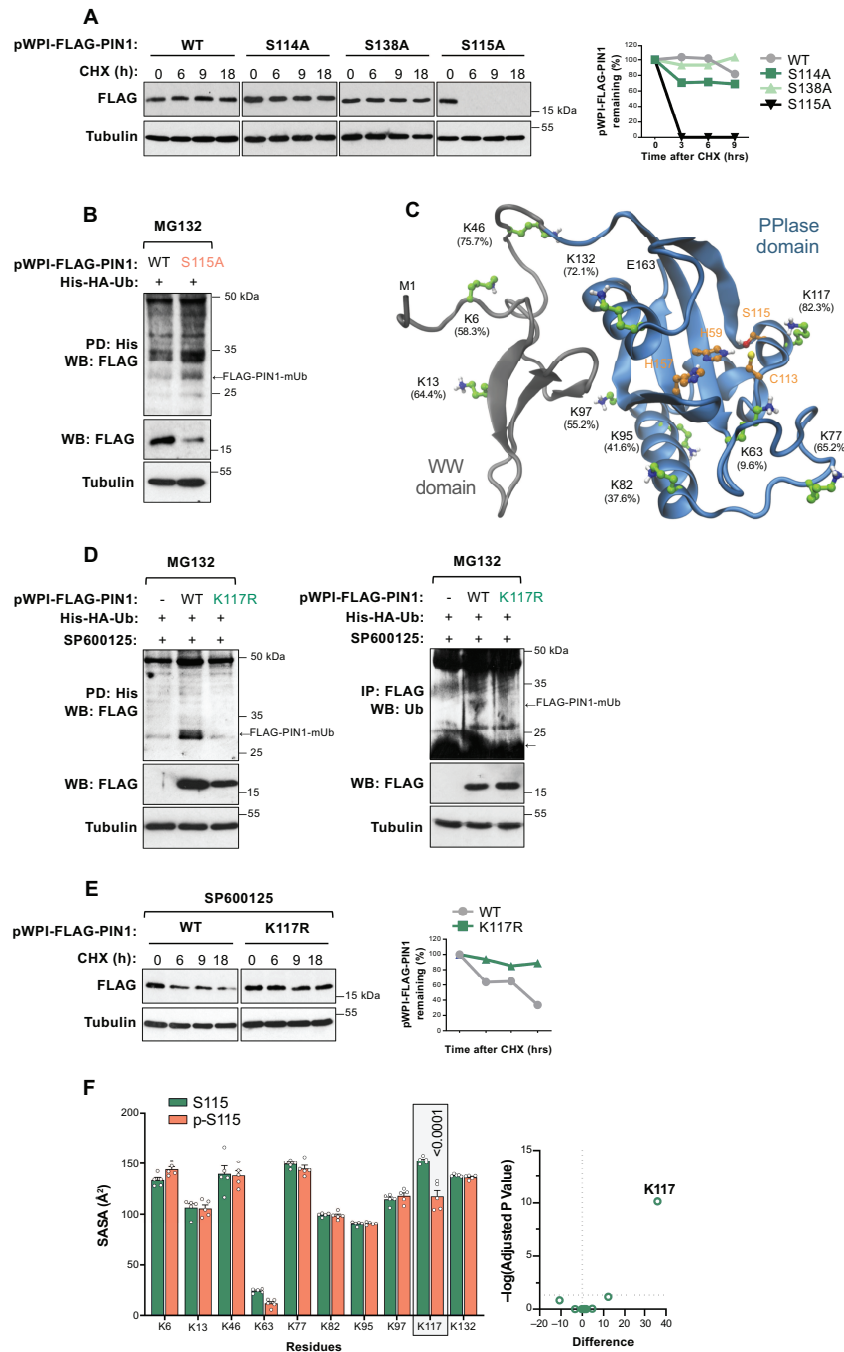 A
pWPI-FLAG-PIN1: WT S114A S138A S115A
CHX (h): 0 6 9 18 0 6 9 18 0 6 9 18 0 6 9 18
FLAG
15 kDa
Tubulin
55
pWPI-FLAG-PIN1
remaining (%)
120
100
80
60
40
20
0
0 3 6 9
Time after CHX (hrs)
WT
S114A
S138A
S115A
B
MG132
pWPI-FLAG-PIN1: WT S115A
His-HA-Ub: + +
50 kDa
PD: His
WB: FLAG
35
←FLAG-PIN1-mUb
25
WB: FLAG
15
55
Tubulin
C
K46
(75.7%)
K132
(72.1%)
E163
PPIase
domain
M1
K6
(58.3%)
S115
K117
(82.3%)
H59
C113
K13
(64.4%)
K97
(55.2%)
K95
(41.6%)
K63
(9.6%)
K77
(65.2%)
K82
(37.6%)
WW
domain
D
MG132
pWPI-FLAG-PIN1: - WT K117R
His-HA-Ub: + + +
SP600125: + + +
50 kDa
PD: His
WB: FLAG
35
←FLAG-PIN1-mUb
25
WB: FLAG
15
55
Tubulin
MG132
pWPI-FLAG-PIN1: - WT K117R
His-HA-Ub: + + +
SP600125: + + +
50 kDa
IP: FLAG
WB: Ub
35
←FLAG-PIN1-mUb
25
←
WB: FLAG
15
55
Tubulin
E
SP600125
pWPI-FLAG-PIN1: WT K117R
CHX (h): 0 6 9 18 0 6 9 18
FLAG
15 kDa
Tubulin
55
WT
K117R
pWPI-FLAG-PIN1
remaining (%)
120
100
80
60
40
20
0
Time after CHX (hrs)
F
S115
p-S115
SASA (Å²)
200
150
100
50
0
<0.0001
K6 K13 K46 K63 K77 K82 K95 K97 K117 K132
Residues
–log(Adjusted P Value)
15
10
5
0
K117
–20 –10 0 10 20 30 40
Difference